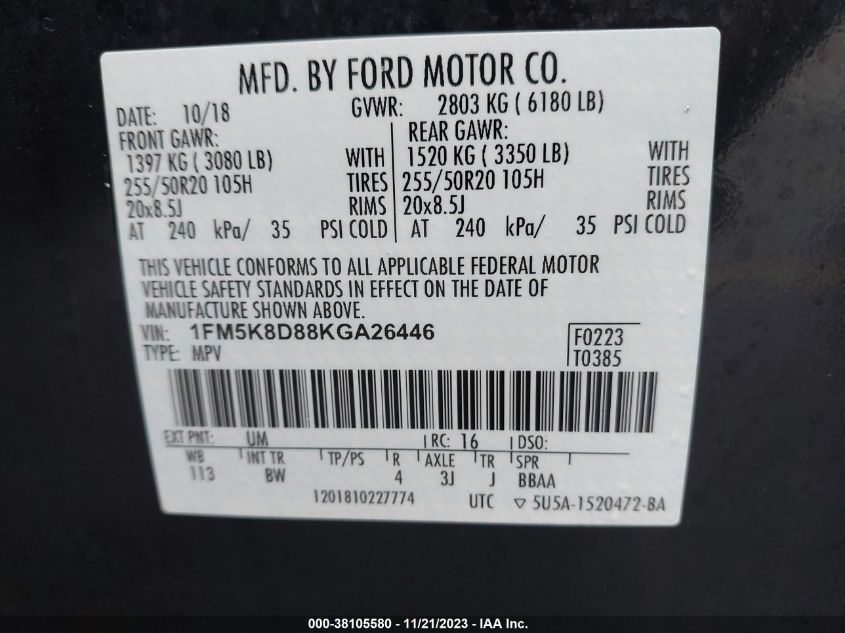 MFD. BY FORD MOTOR CO.
DATE: 10/18 GVWR: 2803 KG ( 6180 LB)
FRONT GAWR: REAR GAWR:
1397 KG ( 3080 LB) WITH 1520 KG ( 3350 LB) WITH
255/50R20 105H TIRES 255/50R20 105H TIRES
20x8.5J RIMS 20x8.5J RIMS
AT 240 kPa/ 35 PSI COLD AT 240 kPa/ 35 PSI COLD
THIS VEHICLE CONFORMS TO ALL APPLICABLE FEDERAL MOTOR
VEHICLE SAFETY STANDARDS IN EFFECT ON THE DATE OF
MANUFACTURE SHOWN ABOVE.
VIN: 1FM5K8D88KGA26446 F0223
TYPE: MPV T0385
EXT PNT: UM RC: 16 DSO:
WB INT TR TP/PS R AXLE TR SPR
113 BW 4 3J J BBAA
1201810227774 UTC ▽ 5U5A-1520472-BA
000-38105580 - 11/21/2023 - IAA Inc.